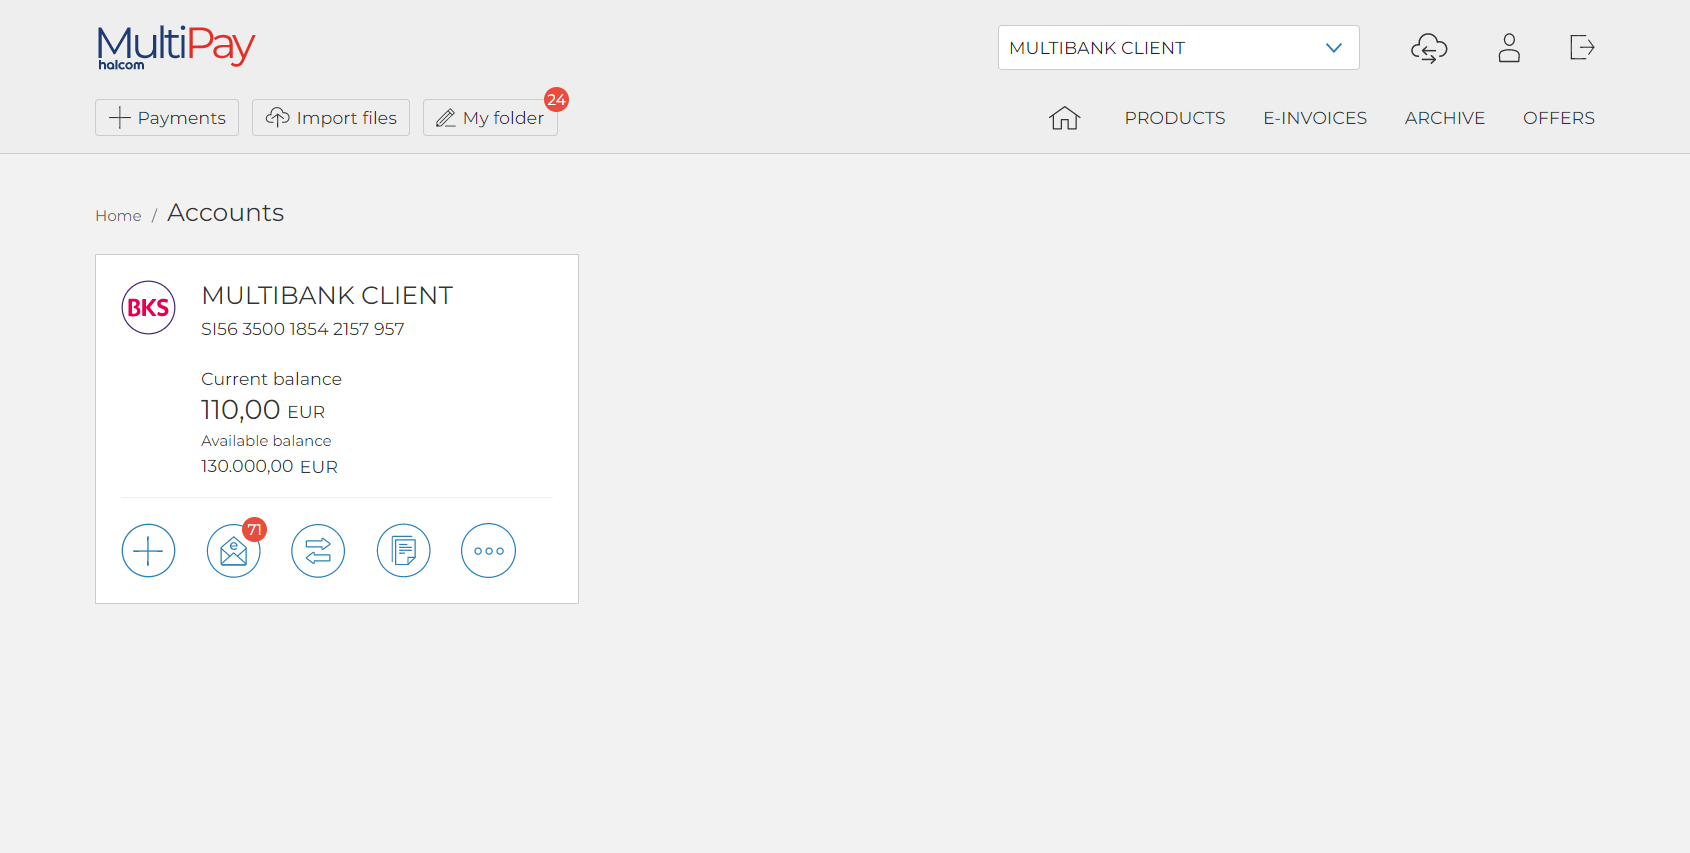 MultiPay
halcom
MULTIBANK CLIENT
Payments
Import files
My folder
24
PRODUCTS
E-INVOICES
ARCHIVE
OFFERS
Home / Accounts
BKS
MULTIBANK CLIENT
SI56 3500 1854 2157 957
Current balance
110,00 EUR
Available balance
130.000,00 EUR
e
71